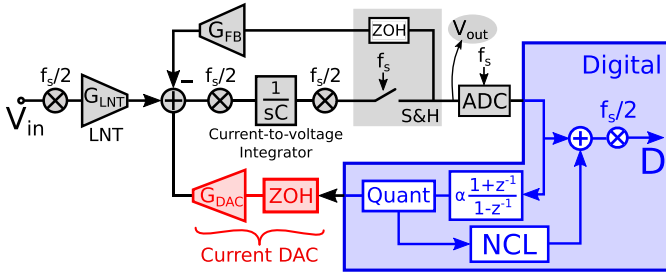 G_FB
ZOH
V_out
f_s
f_s
Digital
f_s/2
G_LNT
V_in
LNT
f_s/2
1
sC
f_s/2
S&H
ADC
f_s/2
D
Current-to-voltage
Integrator
G_DAC
ZOH
Quant
α 1+z⁻¹
1-z⁻¹
NCL
Current DAC